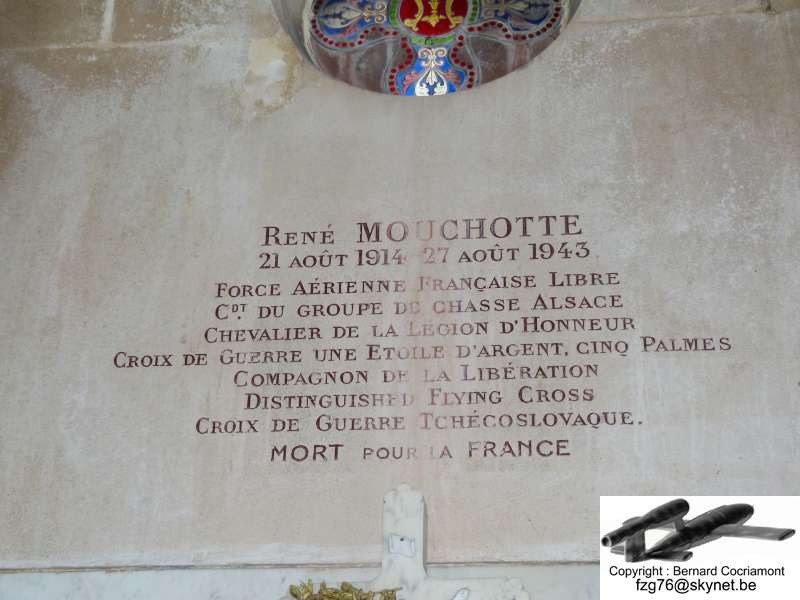 René MOUCHOTTE
21 AOÛT 1914 27 AOÛT 1943
FORCE AÉRIENNE FRANÇAISE LIBRE
CDT. DU GROUPE DE CHASSE ALSACE
CHEVALIER DE LA LÉGION D'HONNEUR
CROIX DE GUERRE UNE ETOILE D'ARGENT, CINQ PALMES
COMPAGNON DE LA LIBÉRATION
DISTINGUISHED FLYING CROSS
CROIX DE GUERRE TCHÉCOSLOVAQUE.
MORT POUR LA FRANCE
Copyright : Bernard Cocriamont
fzg76@skynet.be